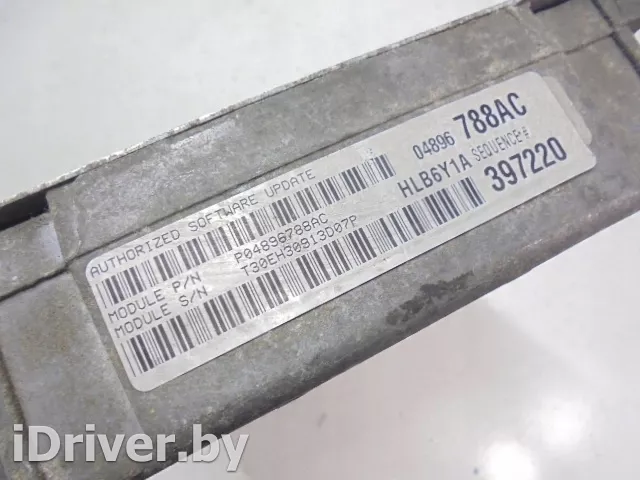 AUTHORIZED SOFTWARE UPDATE
04896 788AC
MODULE P/N P04896788AC
HLB6Y1A SEQUENCE#
MODULE S/N T30EH30913D07P
397220
iDriver.by